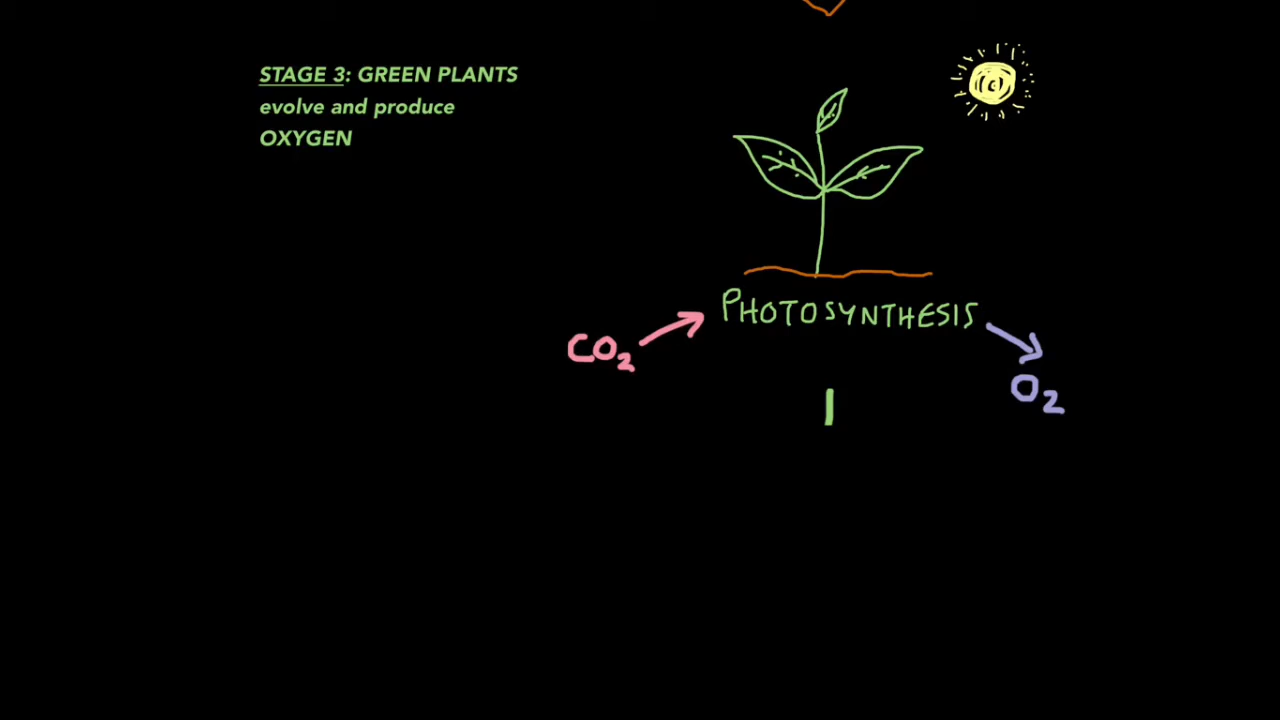 STAGE 3: GREEN PLANTS
evolve and produce
OXYGEN
PHOTOSYNTHESIS
CO₂
O₂